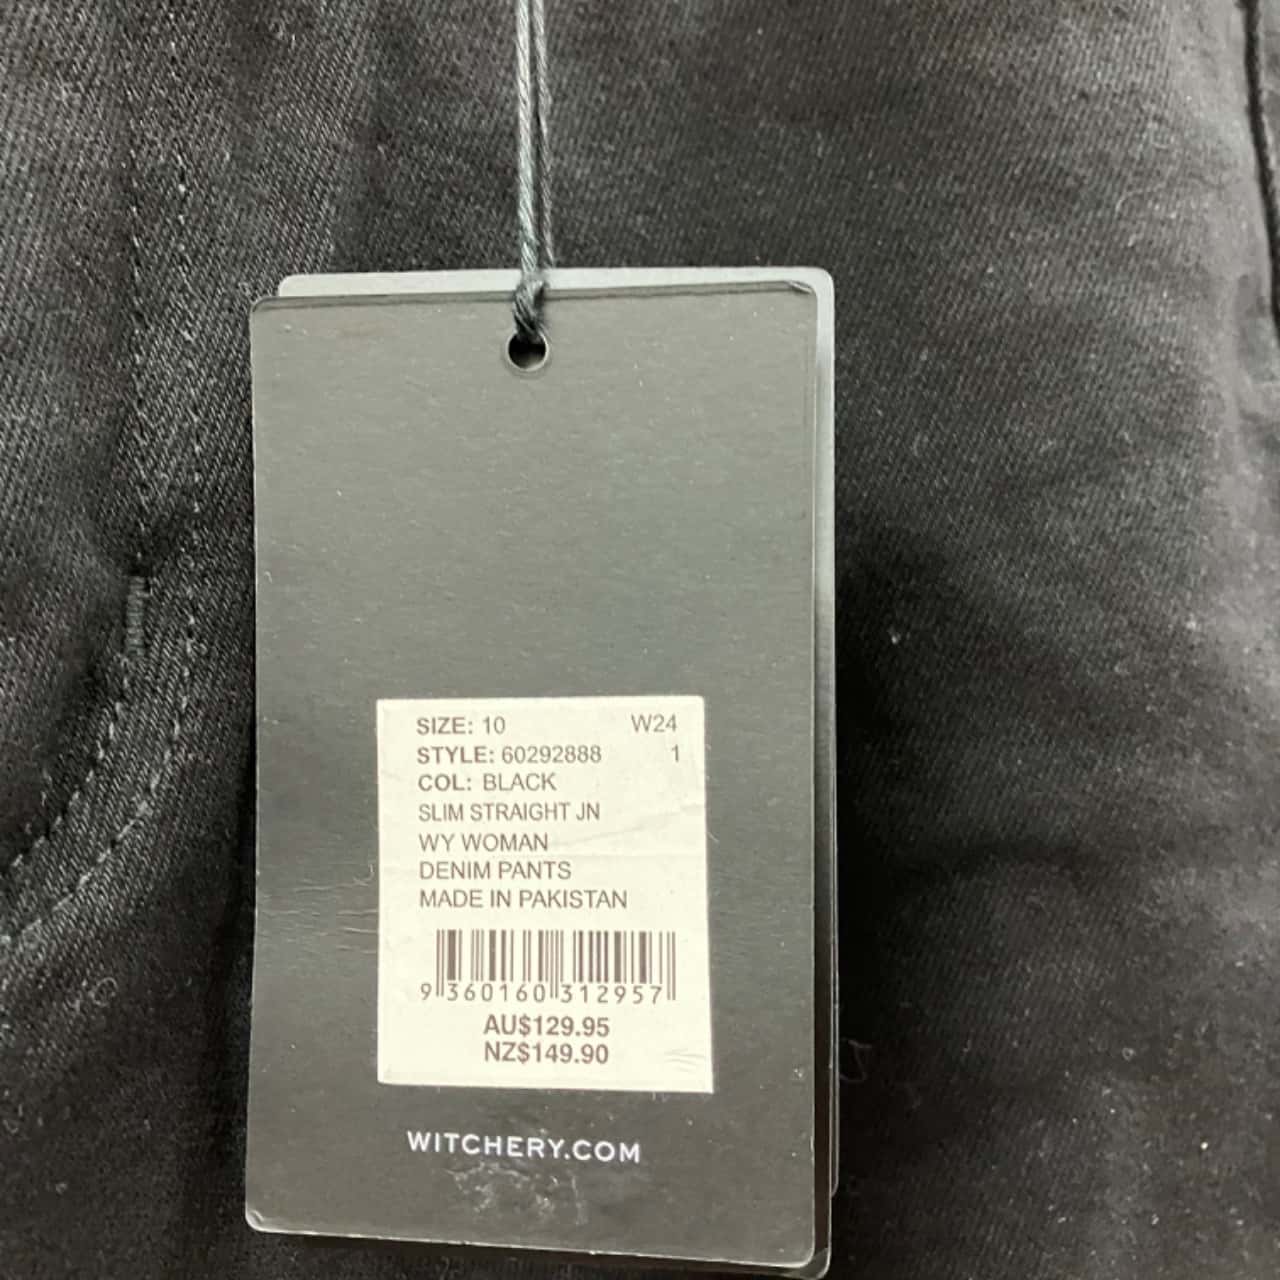 SIZE: 10 W24
STYLE: 60292888 1
COL: BLACK
SLIM STRAIGHT JN
WY WOMAN
DENIM PANTS
MADE IN PAKISTAN
9 360160 312957
AU$129.95
NZ$149.90
WITCHERY.COM